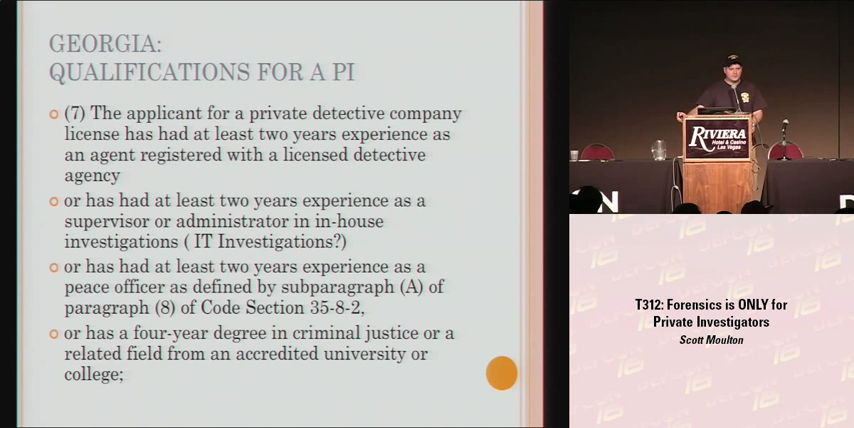 GEORGIA:
QUALIFICATIONS FOR A PI
(7) The applicant for a private detective company
license has had at least two years experience as
an agent registered with a licensed detective
agency
or has had at least two years experience as a
supervisor or administrator in in-house
investigations ( IT Investigations?)
or has had at least two years experience as a
peace officer as defined by subparagraph (A) of
paragraph (8) of Code Section 35-8-2,
or has a four-year degree in criminal justice or a
related field from an accredited university or
college;
RIVIERA
Hotel & Casino
Las Vegas
T312: Forensics is ONLY for
Private Investigators
Scott Moulton